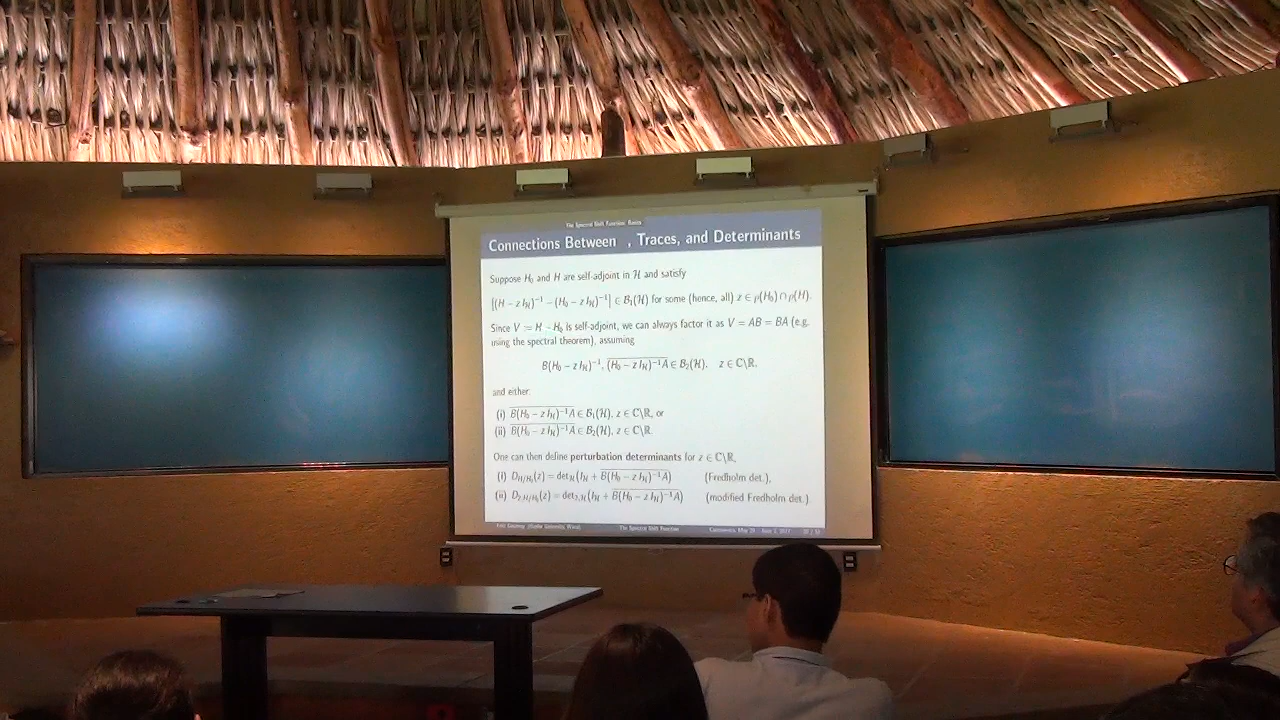 The Spectral Shift Function: Basics
Connections Between , Traces, and Determinants
Suppose H₀ and H are self-adjoint in ℋ and satisfy
[(H − z I_ℋ)⁻¹ − (H₀ − z I_ℋ)⁻¹] ∈ ℬ₁(ℋ) for some (hence, all) z ∈ ρ(H₀) ∩ ρ(H).
Since V := H − H₀ is self-adjoint, we can always factor it as V = AB = BA (e.g.
using the spectral theorem), assuming
B(H₀ − z I_ℋ)⁻¹, \overline{(H₀ − z I_ℋ)⁻¹A} ∈ ℬ₂(ℋ), z ∈ ℂ\ℝ,
and either:
(i) \overline{B(H₀ − z I_ℋ)⁻¹A} ∈ ℬ₁(ℋ), z ∈ ℂ\ℝ, or
(ii) \overline{B(H₀ − z I_ℋ)⁻¹A} ∈ ℬ₂(ℋ), z ∈ ℂ\ℝ.
One can then define perturbation determinants for z ∈ ℂ\ℝ,
(i) D_{H/H₀}(z) = det_ℋ(I_ℋ + \overline{B(H₀ − z I_ℋ)⁻¹A}) (Fredholm det.),
(ii) D_{2,H/H₀}(z) = det_{2,ℋ}(I_ℋ + \overline{B(H₀ − z I_ℋ)⁻¹A}) (modified Fredholm det.)
The Spectral Shift Function